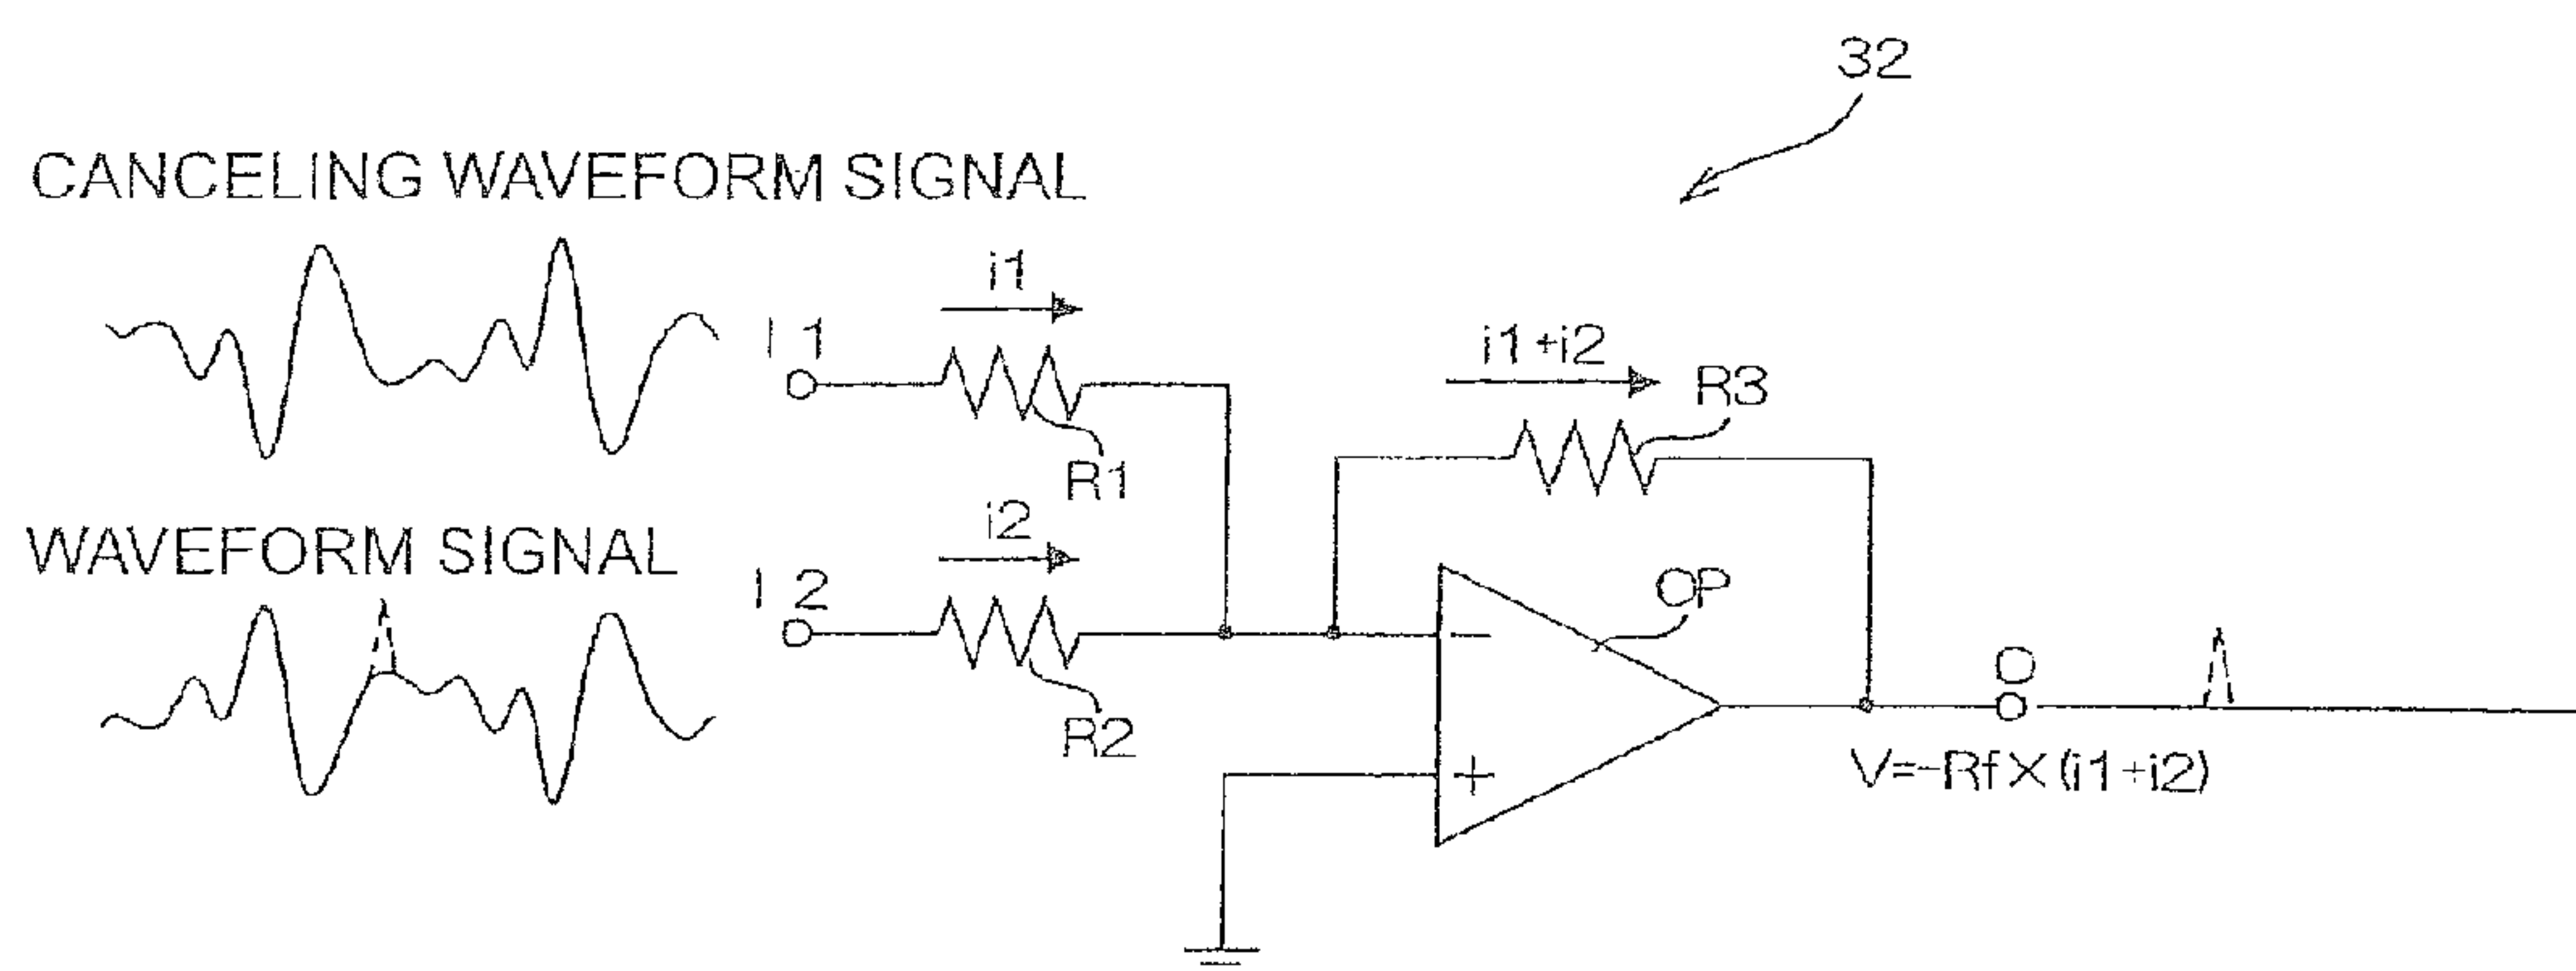 32
CANCELING WAVEFORM SIGNAL
i1
I 1
R1
i1+i2
R3
WAVEFORM SIGNAL
i2
I 2
R2
OP
−
+
O
V=-Rf×(i1+i2)